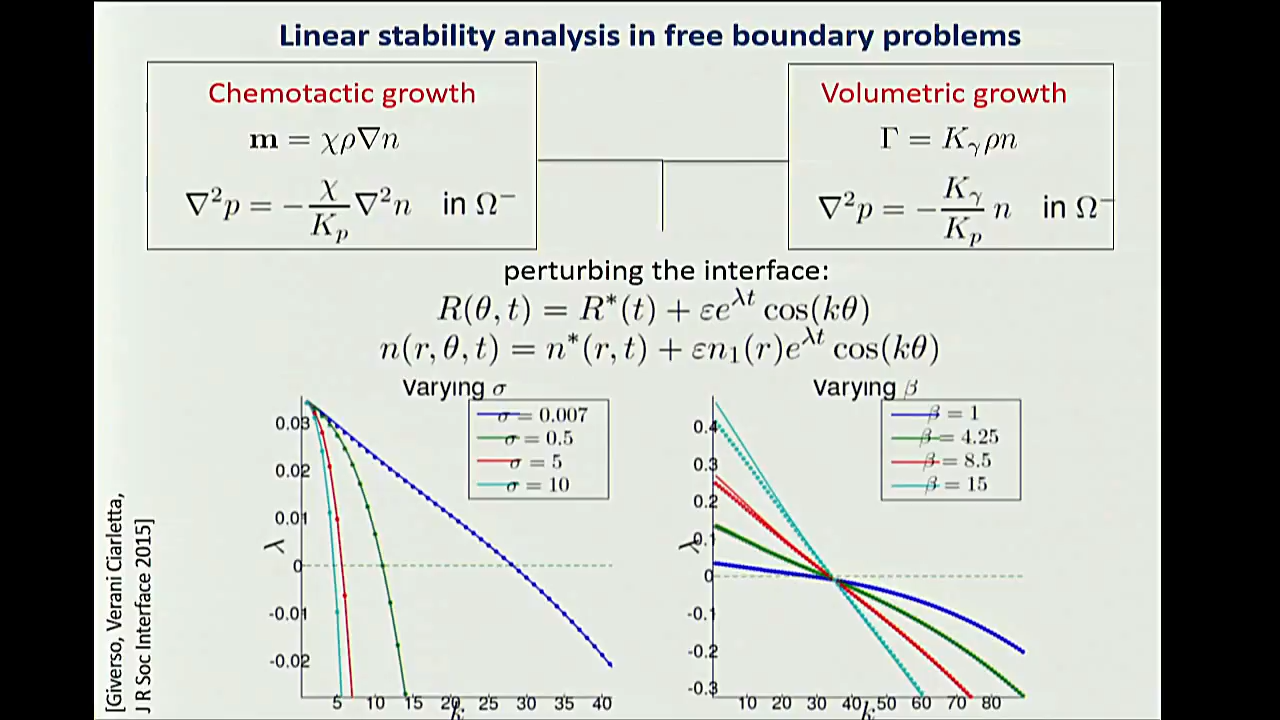 Linear stability analysis in free boundary problems
Chemotactic growth
m = χρ∇n
∇²p = −χ/K_p ∇²n in Ω⁻
Volumetric growth
Γ = K_γρn
∇²p = −K_γ/K_p n in Ω⁻
perturbing the interface:
R(θ, t) = R*(t) + εe^{λt} cos(kθ)
n(r, θ, t) = n*(r, t) + εn₁(r)e^{λt} cos(kθ)
Varying σ
σ = 0.007
σ = 0.5
σ = 5
σ = 10
0.03
0.02
0.01
0
-0.01
-0.02
λ
5 10 15 20 25 30 35 40
k
Varying β
β = 1
β = 4.25
β = 8.5
β = 15
0.4
0.3
0.2
0.1
0
-0.1
-0.2
-0.3
λ
10 20 30 40 50 60 70 80
k
[Giverso, Verani Ciarletta,
J R Soc Interface 2015]